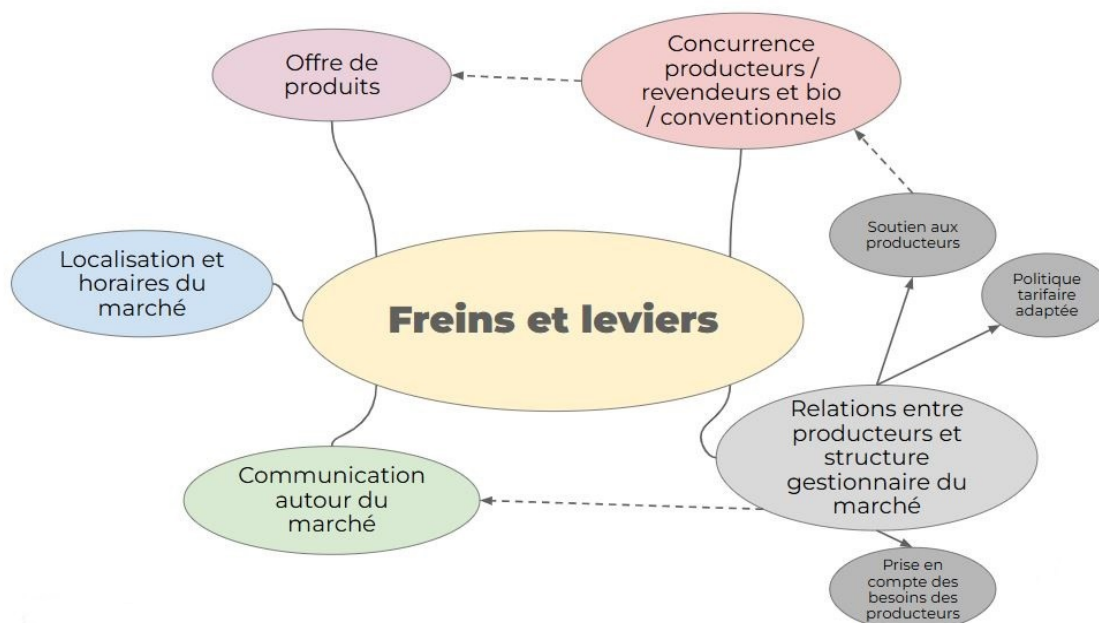 Offre de
produits
Concurrence
producteurs /
revendeurs et bio
/ conventionnels
Soutien aux
producteurs
Localisation et
horaires du
marché
Politique
tarifaire
adaptée
Freins et leviers
Relations entre
producteurs et
structure
gestionnaire du
marché
Communication
autour du
marché
Prise en
compte des
besoins des
producteurs